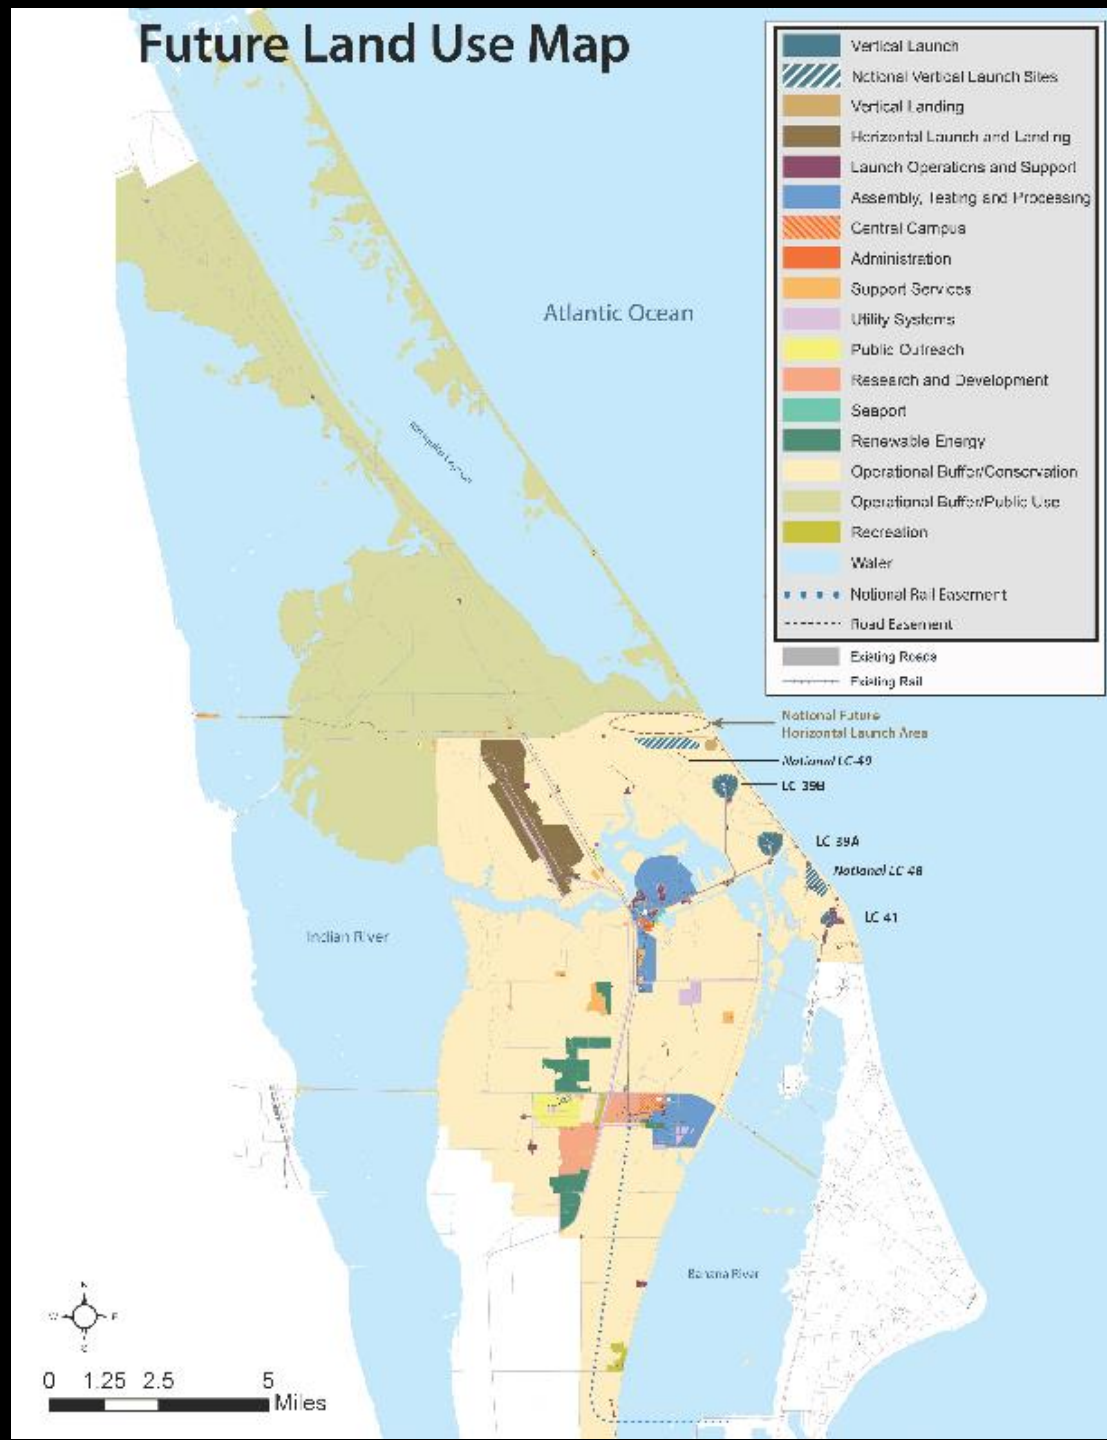 Future Land Use Map
Vertical Launch
Notional Vertical Launch Sites
Vertical Landing
Horizontal Launch and Landing
Launch Operations and Support
Assembly, Testing and Processing
Central Campus
Administration
Support Services
Utility Systems
Public Outreach
Research and Development
Seaport
Renewable Energy
Operational Buffer/Conservation
Operational Buffer/Public Use
Recreation
Water
Notional Rail Easement
Road Easement
Existing Roads
Existing Rail
Atlantic Ocean
Notional Future
Horizontal Launch Area
Notional LC-49
LC 39B
LC 39A
Notional LC 48
LC 41
Indian River
Banana River
N
W
E
S
0 1.25 2.5 5
Miles